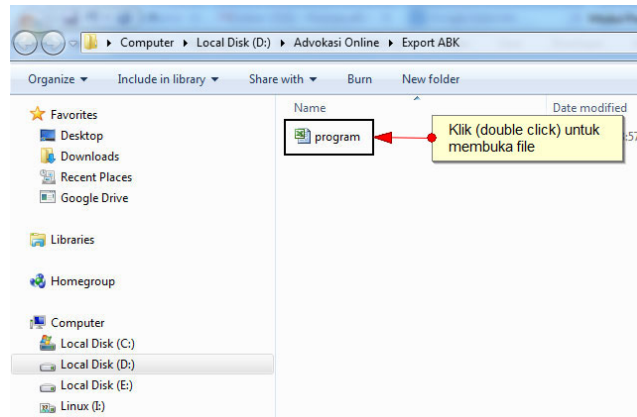 Computer Local Disk (D:) Advokasi Online Export ABK
Organize Include in library Share with Burn New folder
Name Date modified
Favorites
Desktop
Downloads
Recent Places
Google Drive
Libraries
Homegroup
Computer
Local Disk (C:)
Local Disk (D:)
Local Disk (E:)
Linux (I:)
program
Klik (double click) untuk
membuka file
:57